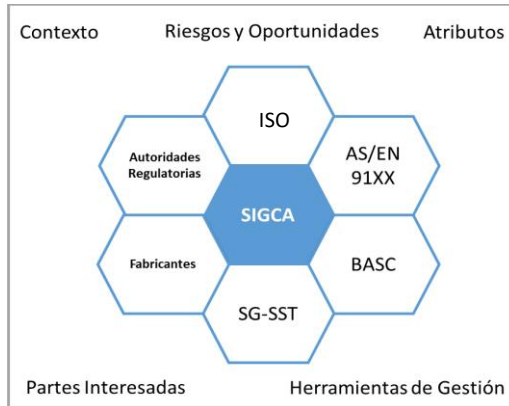 Contexto
Riesgos y Oportunidades
Atributos
ISO
Autoridades
Regulatorias
AS/EN
91XX
SIGCA
Fabricantes
BASC
SG-SST
Partes Interesadas
Herramientas de Gestión